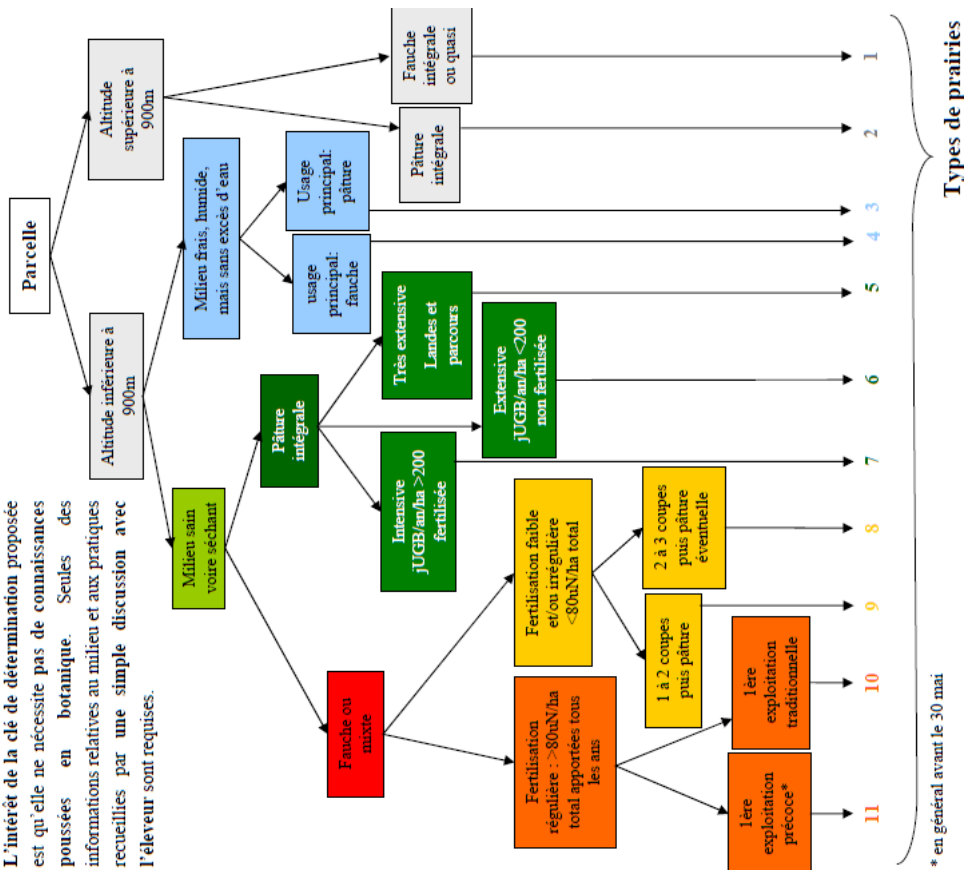 L'intérêt de la clé de détermination proposée
est qu'elle ne nécessite pas de connaissances
poussées en botanique. Seules des
informations relatives au milieu et aux pratiques
recueillies par une simple discussion avec
l'éleveur sont requises.
Parcelle
Altitude inférieure à
900m
Altitude
supérieure à
900m
Milieu sain
voire séchant
Milieu frais, humide,
mais sans excès d'eau
Fauche ou
mixte
Pâture
intégrale
usage
principal:
fauche
Usage
principal:
pâture
Pâture
intégrale
Fauche
intégrale
ou quasi
Intensive
jUGB/an/ha >200
fertilisée
Extensive
jUGB/an/ha <200
non fertilisée
Très extensive
Landes et
parcours
Fertilisation
régulière : >80uN/ha
total apportées tous
les ans
Fertilisation faible
et/ou irrégulière
<80uN/ha total
1ère
exploitation
précoce*
1ère
exploitation
traditionnelle
1 à 2 coupes
puis pâture
2 à 3 coupes
puis pâture
éventuelle
11
10
9
8
7
6
5
4
3
2
1
* en général avant le 30 mai
Types de prairies